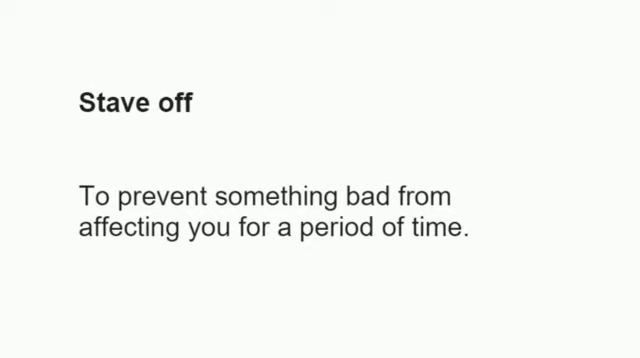 Stave off
To prevent something bad from
affecting you for a period of time.